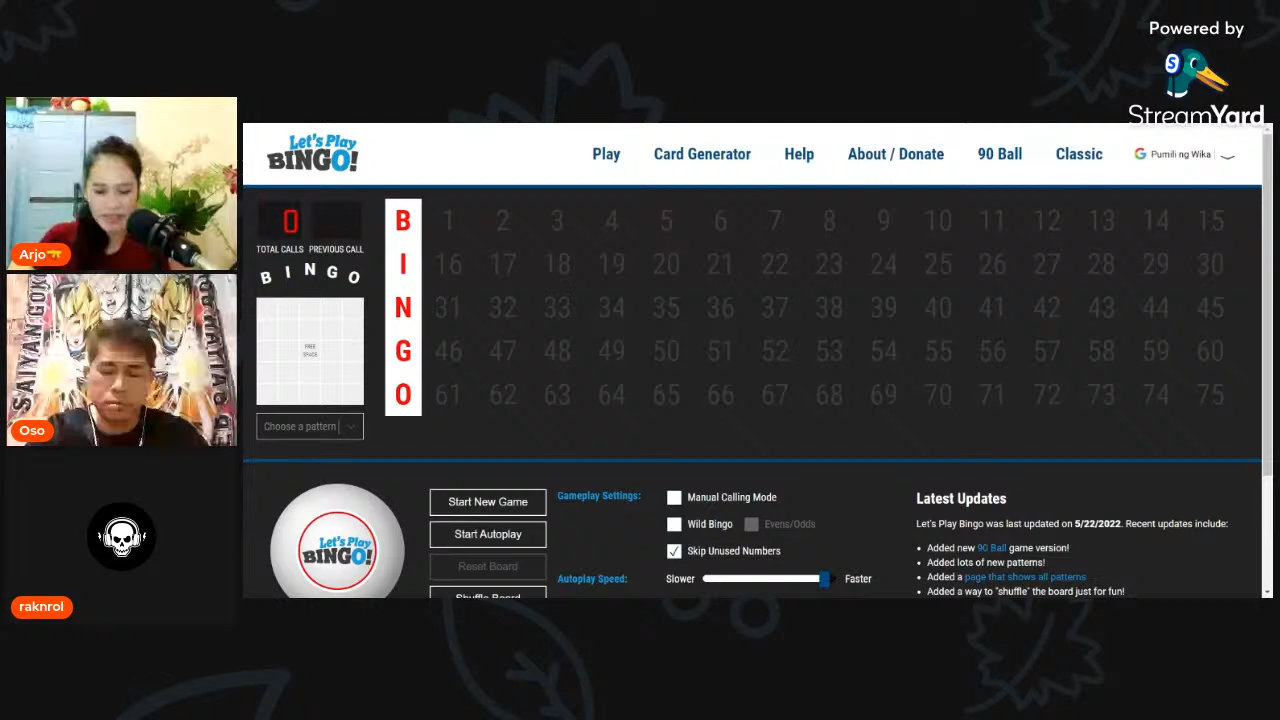 Powered by
StreamYard
Arjo
SAIYANGOKU
Oso
raknrol
Let's Play
BINGO!
Play
Card Generator
Help
About / Donate
90 Ball
Classic
G Pumili ng Wika
0
TOTAL CALLS
PREVIOUS CALL
B I N G O
FREE
SPACE
Choose a pattern
B 1 2 3 4 5 6 7 8 9 10 11 12 13 14 15
I 16 17 18 19 20 21 22 23 24 25 26 27 28 29 30
N 31 32 33 34 35 36 37 38 39 40 41 42 43 44 45
G 46 47 48 49 50 51 52 53 54 55 56 57 58 59 60
O 61 62 63 64 65 66 67 68 69 70 71 72 73 74 75
Let's Play
BINGO!
Start New Game
Start Autoplay
Reset Board
Shuffle Board
Gameplay Settings:
Manual Calling Mode
Wild Bingo
Evens/Odds
Skip Unused Numbers
Autoplay Speed:
Slower
Faster
Latest Updates
Let's Play Bingo was last updated on 5/22/2022. Recent updates include:
• Added new 90 Ball game version!
• Added lots of new patterns!
• Added a page that shows all patterns
• Added a way to "shuffle" the board just for fun!